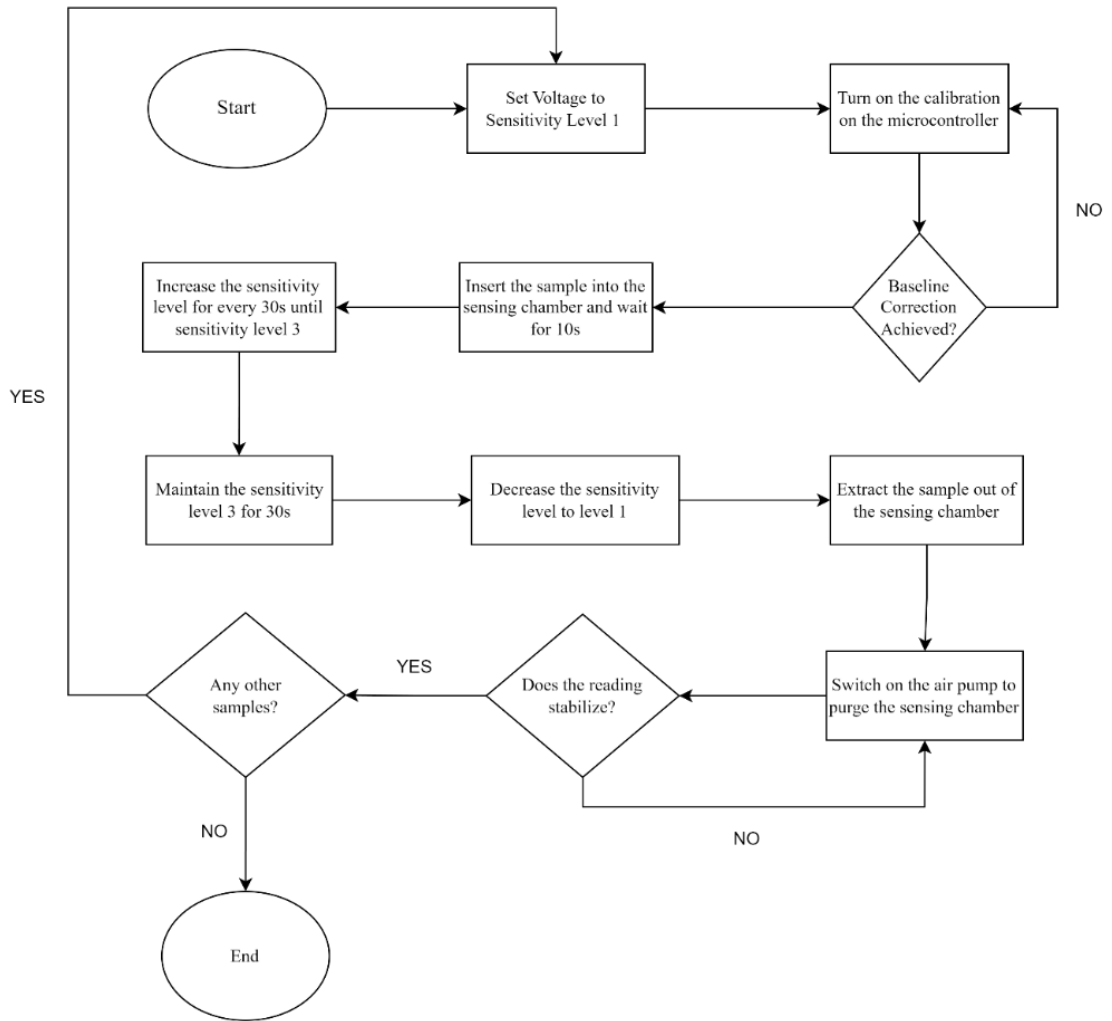 Start
Set Voltage to
Sensitivity Level 1
Turn on the calibration
on the microcontroller
NO
Baseline
Correction
Achieved?
Insert the sample into the
sensing chamber and wait
for 10s
Increase the sensitivity
level for every 30s until
sensitivity level 3
YES
Maintain the sensitivity
level 3 for 30s
Decrease the sensitivity
level to level 1
Extract the sample out of
the sensing chamber
Switch on the air pump to
purge the sensing chamber
Does the reading
stabilize?
NO
YES
Any other
samples?
NO
End